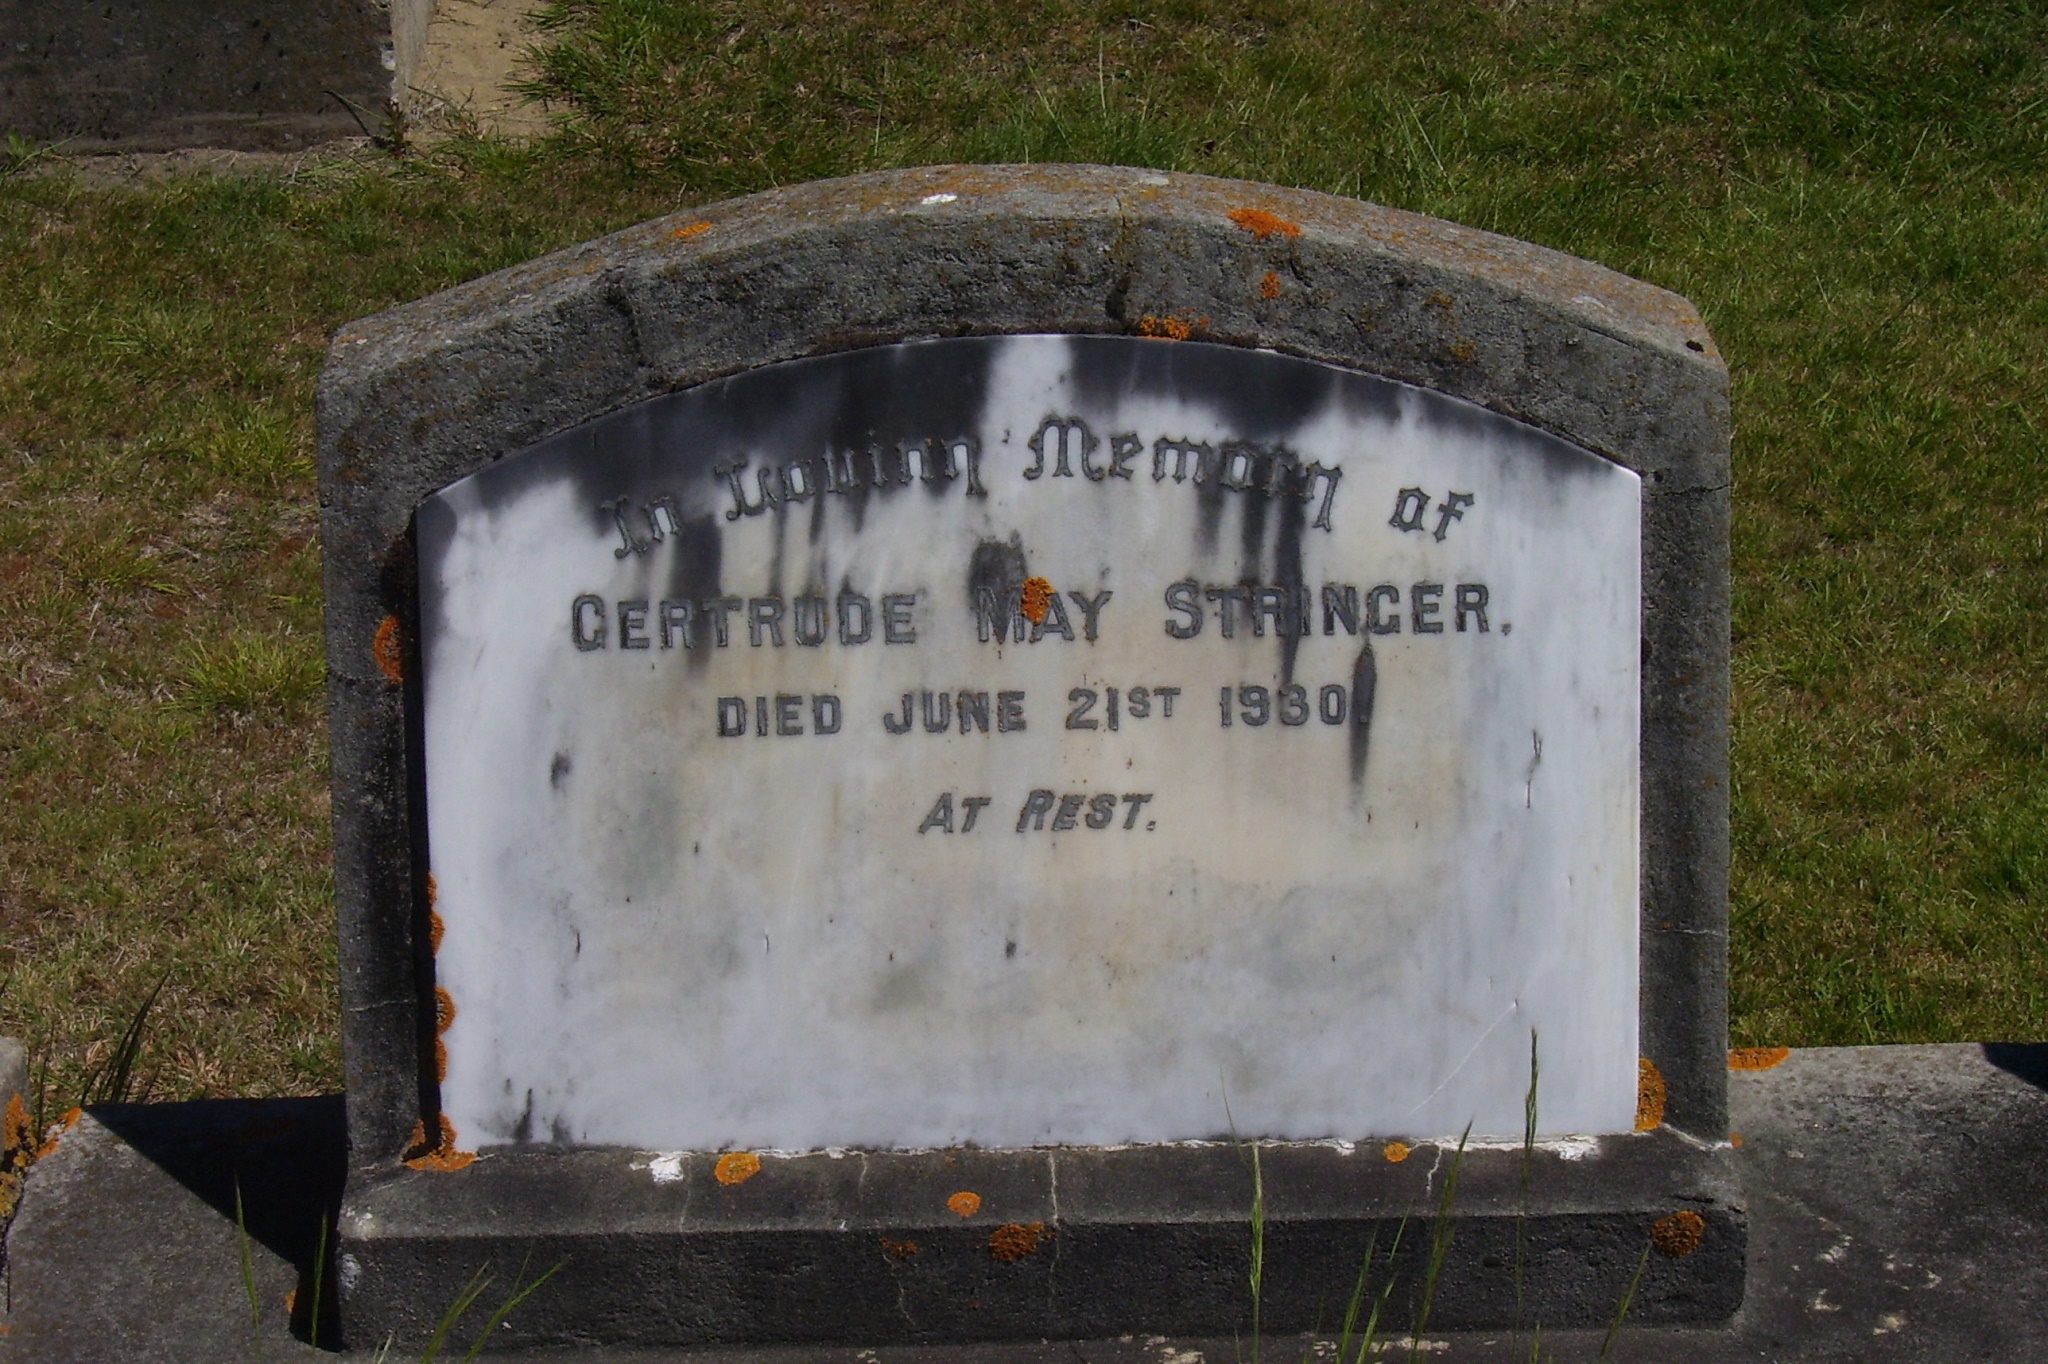 In Loving Memory of
GERTRUDE MAY STRINGER.
DIED JUNE 21ST 1930.
AT REST.